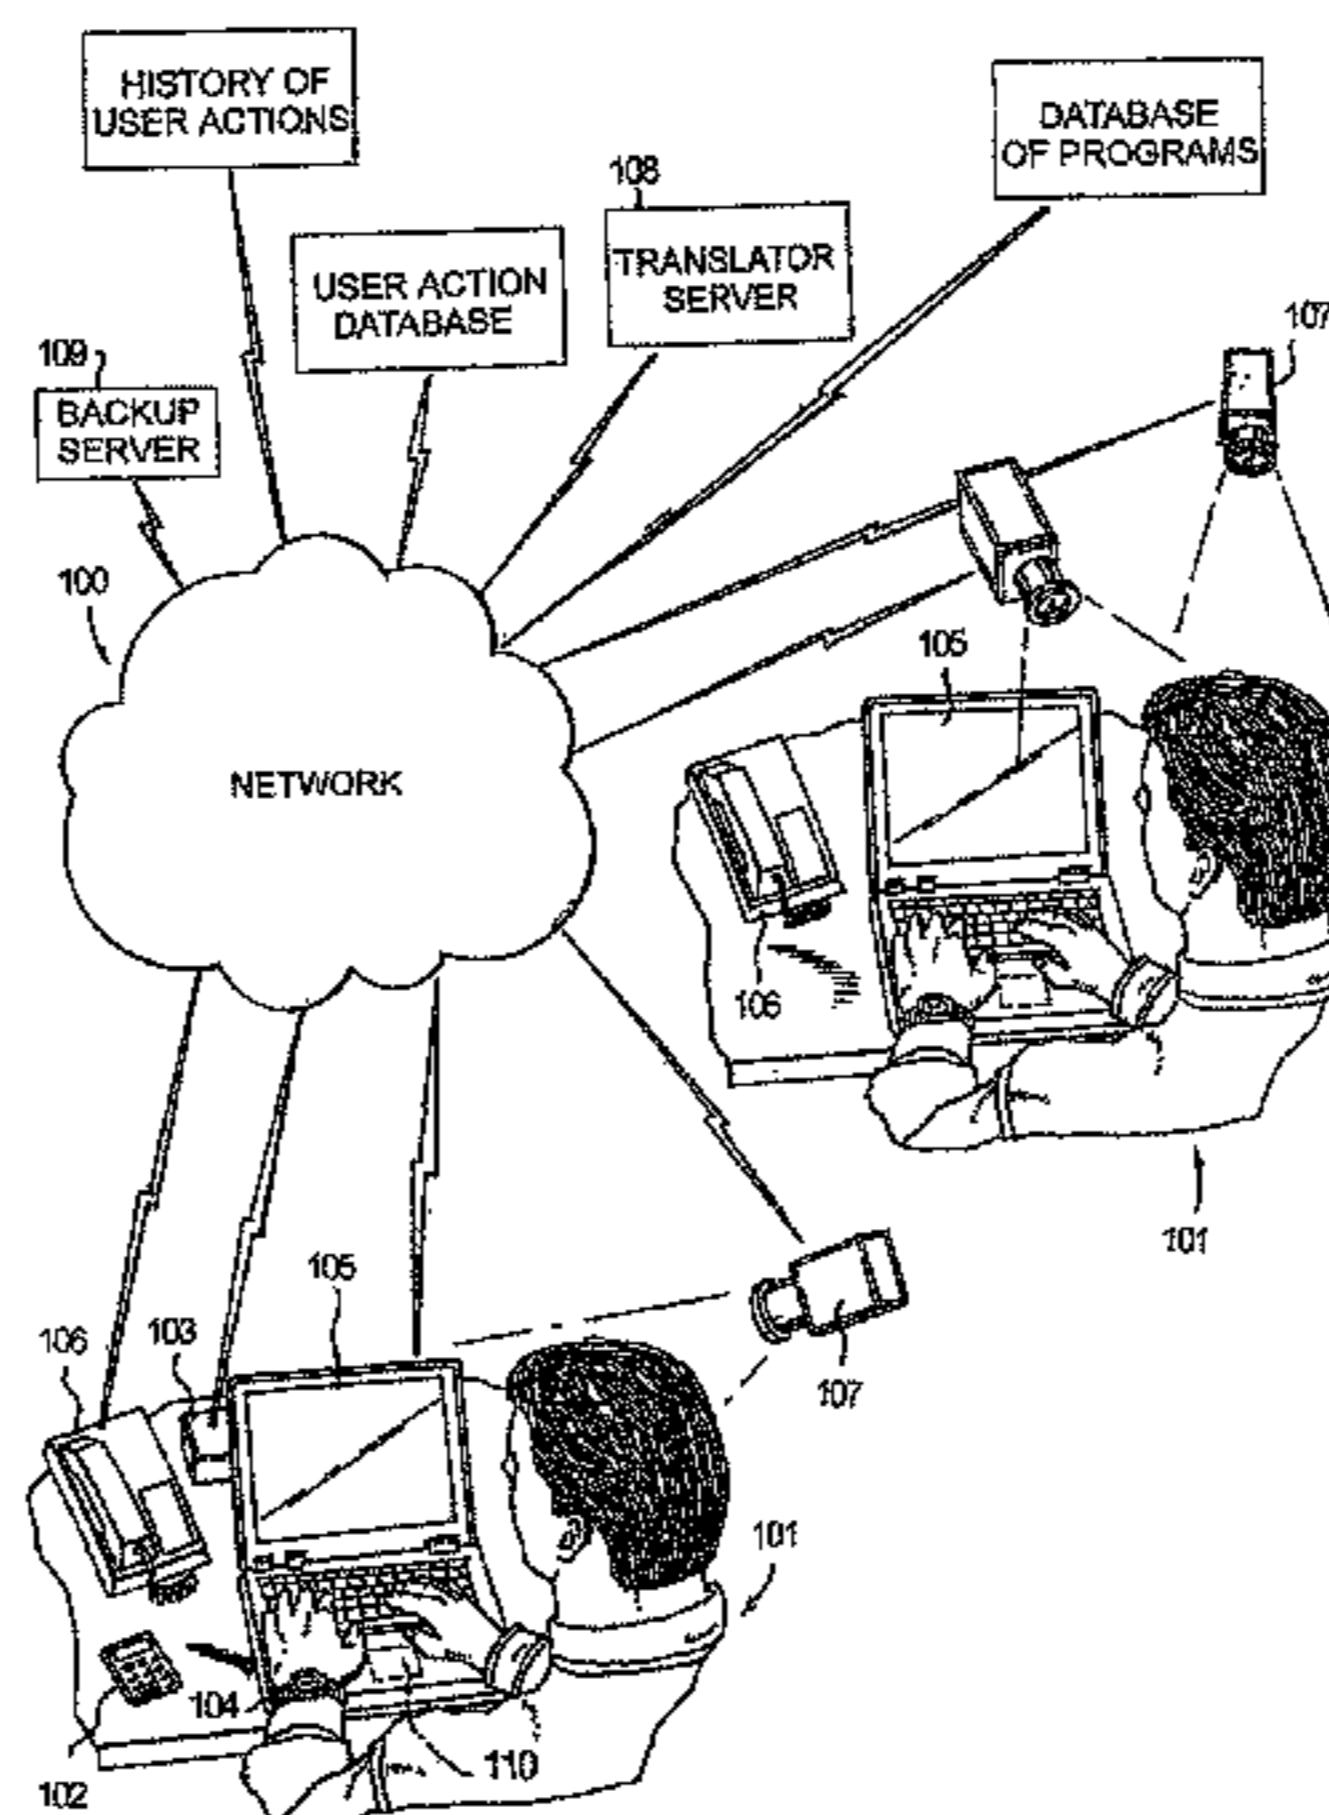 HISTORY OF
USER ACTIONS
DATABASE
OF PROGRAMS
108
TRANSLATOR
SERVER
USER ACTION
DATABASE
107
109
BACKUP
SERVER
100
105
NETWORK
106
101
105
106
103
107
101
104
110
102